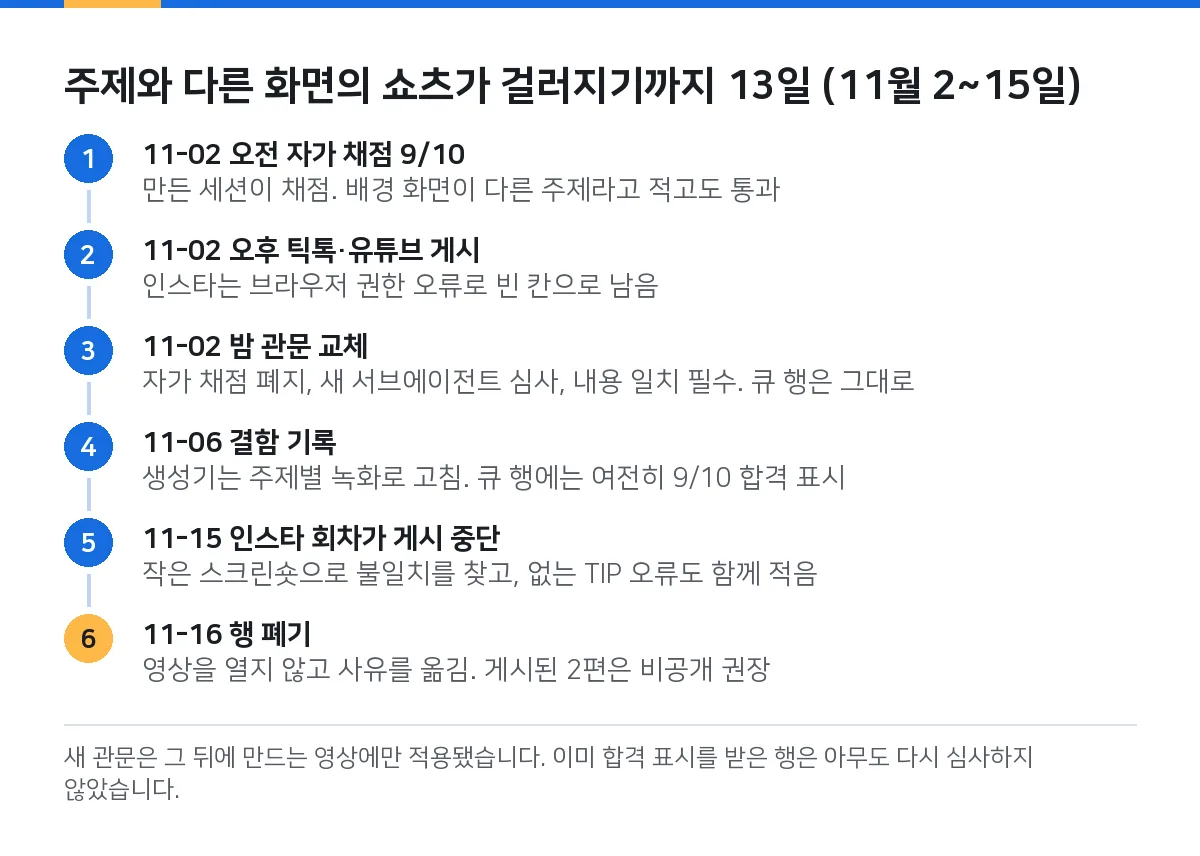 주제와 다른 화면의 쇼츠가 걸러지기까지 13일 (11월 2~15일)
1
11-02 오전 자가 채점 9/10
만든 세션이 채점. 배경 화면이 다른 주제라고 적고도 통과
2
11-02 오후 틱톡·유튜브 게시
인스타는 브라우저 권한 오류로 빈 칸으로 남음
3
11-02 밤 관문 교체
자가 채점 폐지, 새 서브에이전트 심사, 내용 일치 필수. 큐 행은 그대로
4
11-06 결함 기록
생성기는 주제별 녹화로 고침. 큐 행에는 여전히 9/10 합격 표시
5
11-15 인스타 회차가 게시 중단
작은 스크린숏으로 불일치를 찾고, 없는 TIP 오류도 함께 적음
6
11-16 행 폐기
영상을 열지 않고 사유를 옮김. 게시된 2편은 비공개 권장
새 관문은 그 뒤에 만드는 영상에만 적용됐습니다. 이미 합격 표시를 받은 행은 아무도 다시 심사하지
않았습니다.